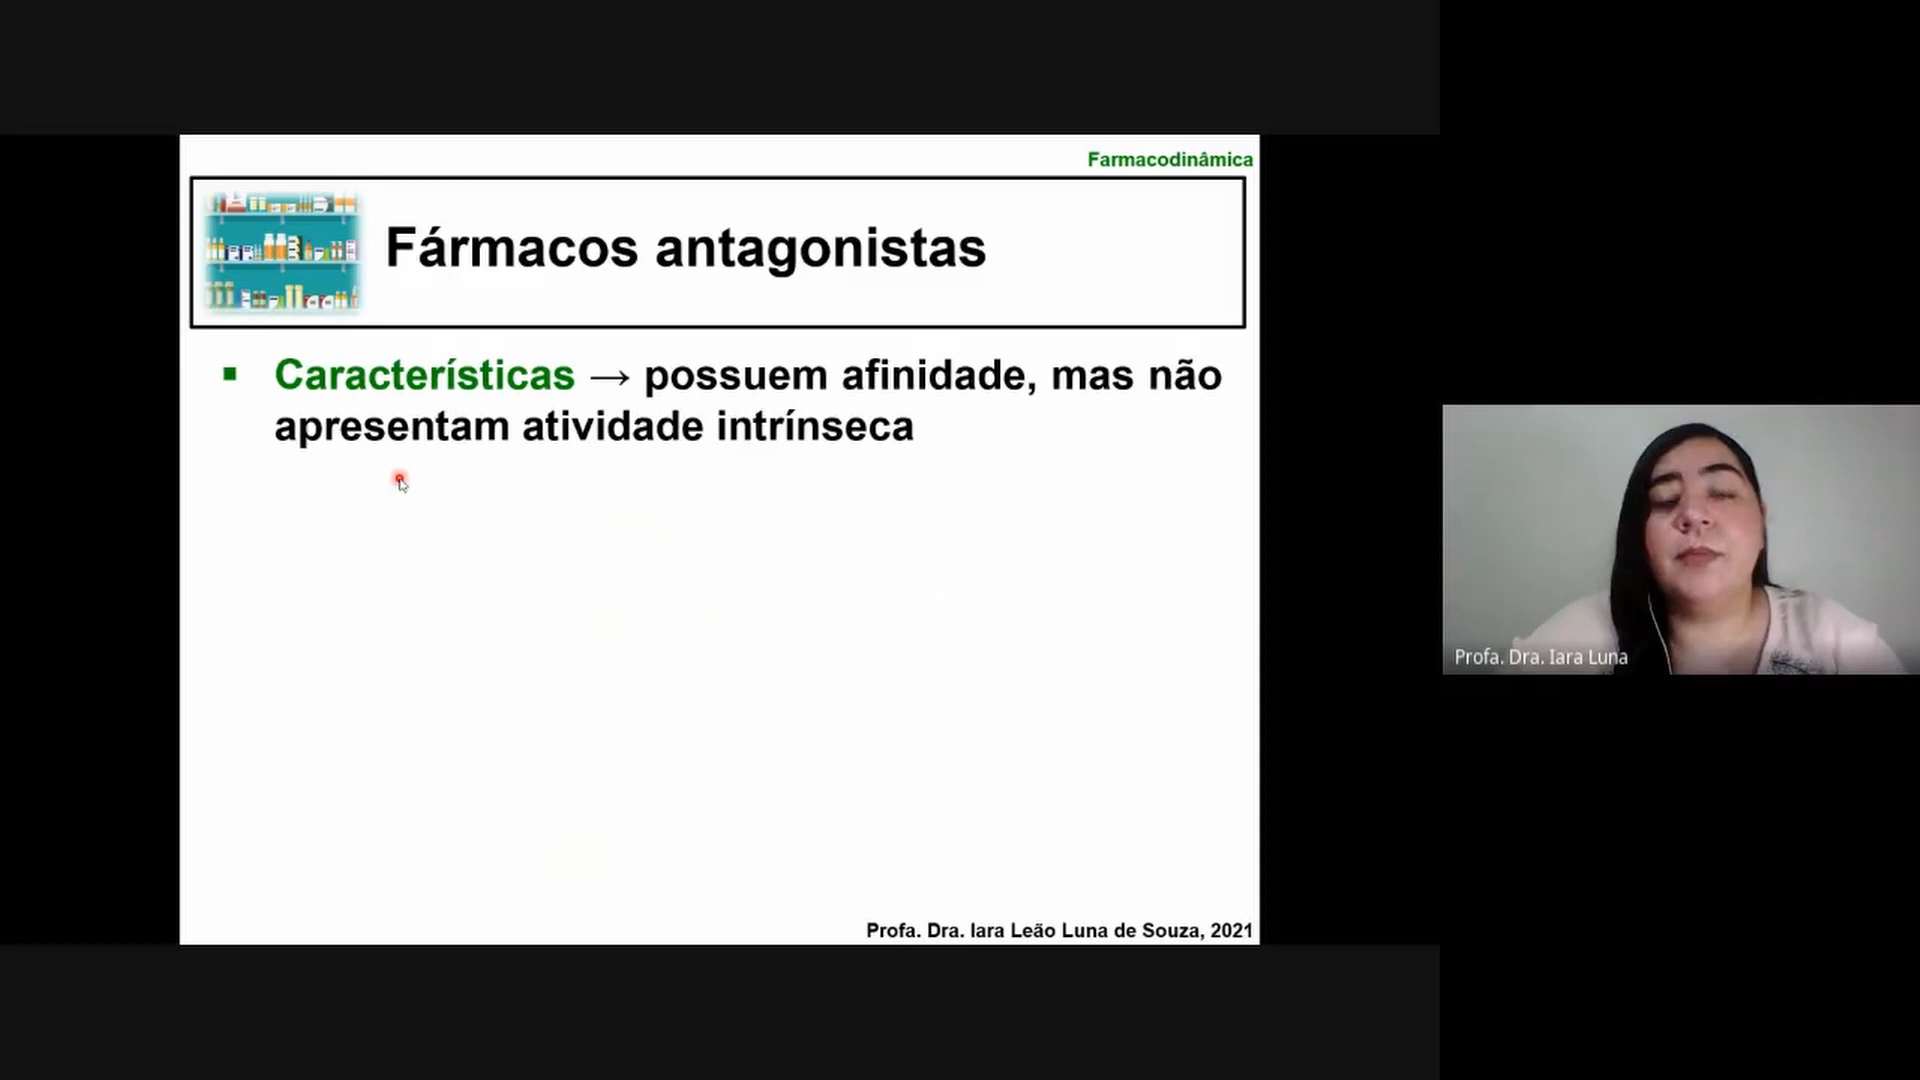 Farmacodinâmica
Fármacos antagonistas
▪ Características → possuem afinidade, mas não
apresentam atividade intrínseca
Profa. Dra. Iara Leão Luna de Souza, 2021
Profa. Dra. Iara Luna